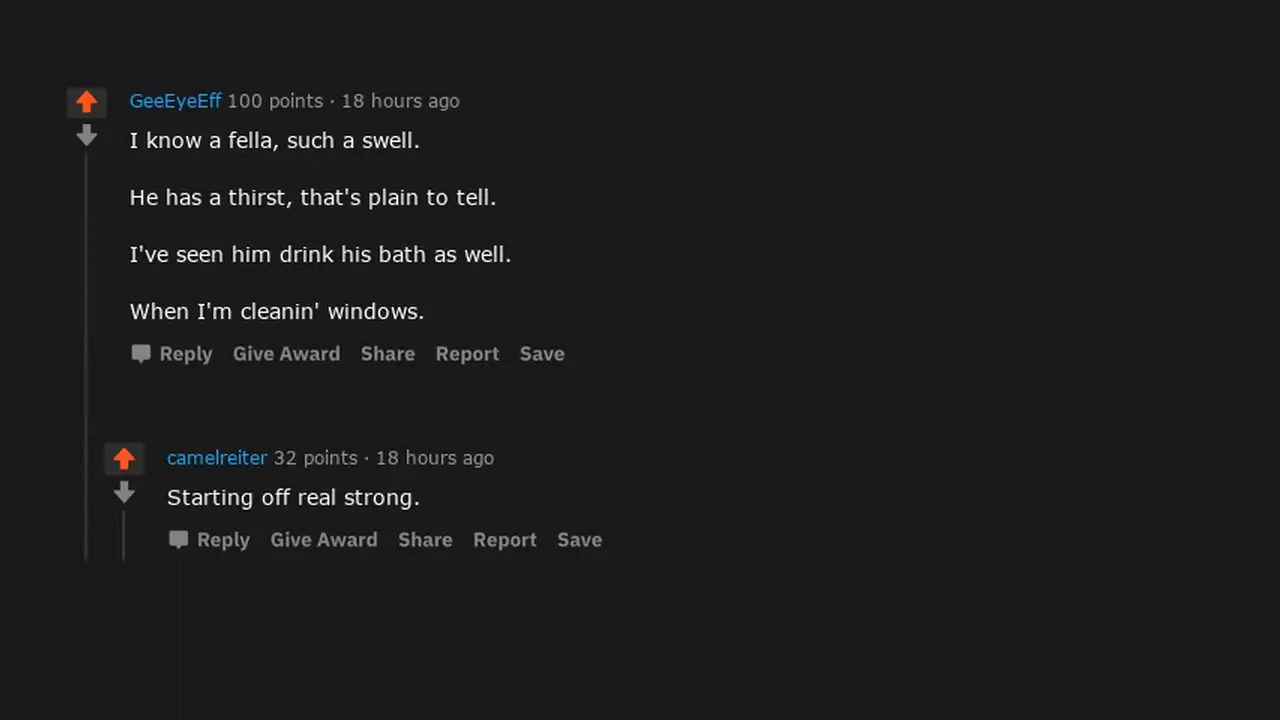 GeeEyeEff 100 points · 18 hours ago
I know a fella, such a swell.
He has a thirst, that's plain to tell.
I've seen him drink his bath as well.
When I'm cleanin' windows.
Reply Give Award Share Report Save
camelreiter 32 points · 18 hours ago
Starting off real strong.
Reply Give Award Share Report Save